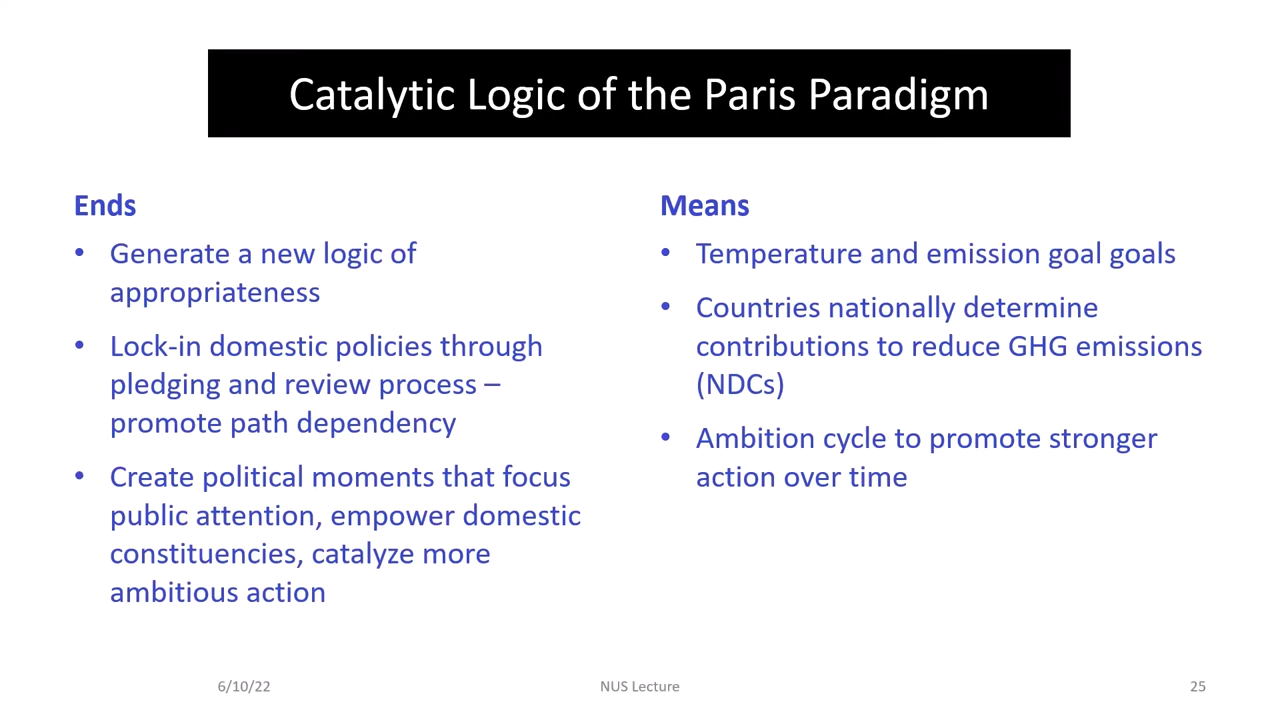 Catalytic Logic of the Paris Paradigm
Ends
• Generate a new logic of
appropriateness
• Lock-in domestic policies through
pledging and review process –
promote path dependency
• Create political moments that focus
public attention, empower domestic
constituencies, catalyze more
ambitious action
Means
• Temperature and emission goal goals
• Countries nationally determine
contributions to reduce GHG emissions
(NDCs)
• Ambition cycle to promote stronger
action over time
6/10/22
NUS Lecture
25